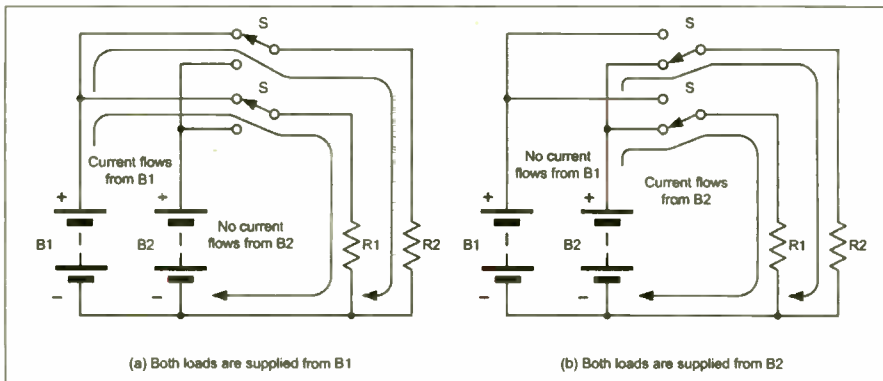 S
S
Current flows
from B1
+
+
No current
flows from B2
B1
B2
R1
R2
−
−
(a) Both loads are supplied from B1
S
S
No current
flows from B1
Current flows
from B2
+
+
B1
B2
R1
R2
−
−
(b) Both loads are supplied from B2